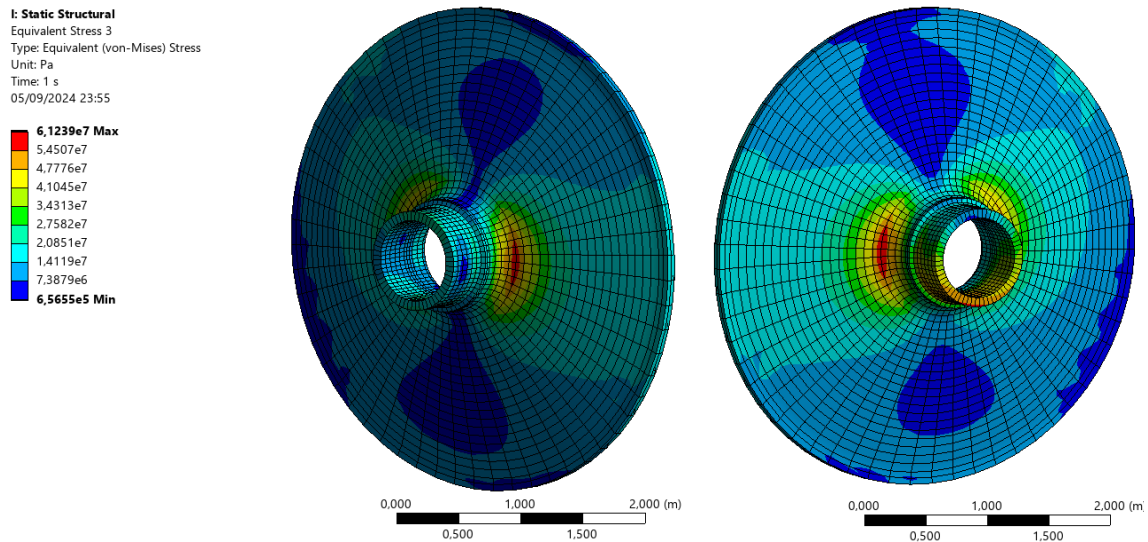 I: Static Structural
Equivalent Stress 3
Type: Equivalent (von-Mises) Stress
Unit: Pa
Time: 1 s
05/09/2024 23:55
6,1239e7 Max
5,4507e7
4,7776e7
4,1045e7
3,4313e7
2,7582e7
2,0851e7
1,4119e7
7,3879e6
6,5655e5 Min
0,000 1,000 2,000 (m)
0,500 1,500
0,000 1,000 2,000 (m)
0,500 1,500